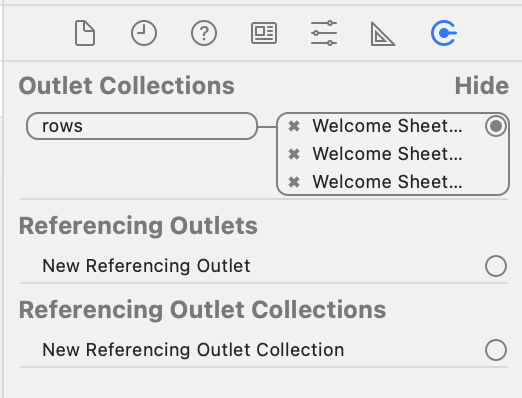 Outlet Collections Hide
rows
Welcome Sheet...
Welcome Sheet...
Welcome Sheet...
Referencing Outlets
New Referencing Outlet
Referencing Outlet Collections
New Referencing Outlet Collection